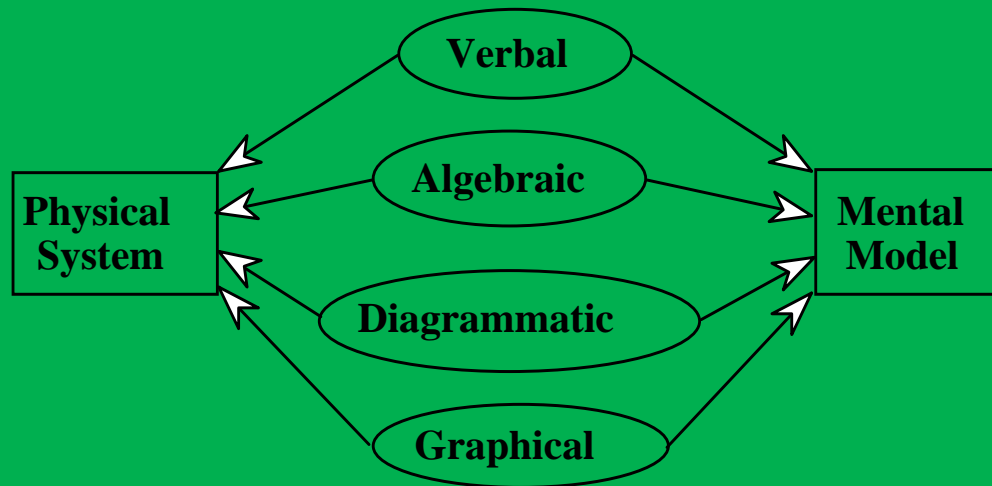 Verbal
Algebraic
Physical
System
Mental
Model
Diagrammatic
Graphical